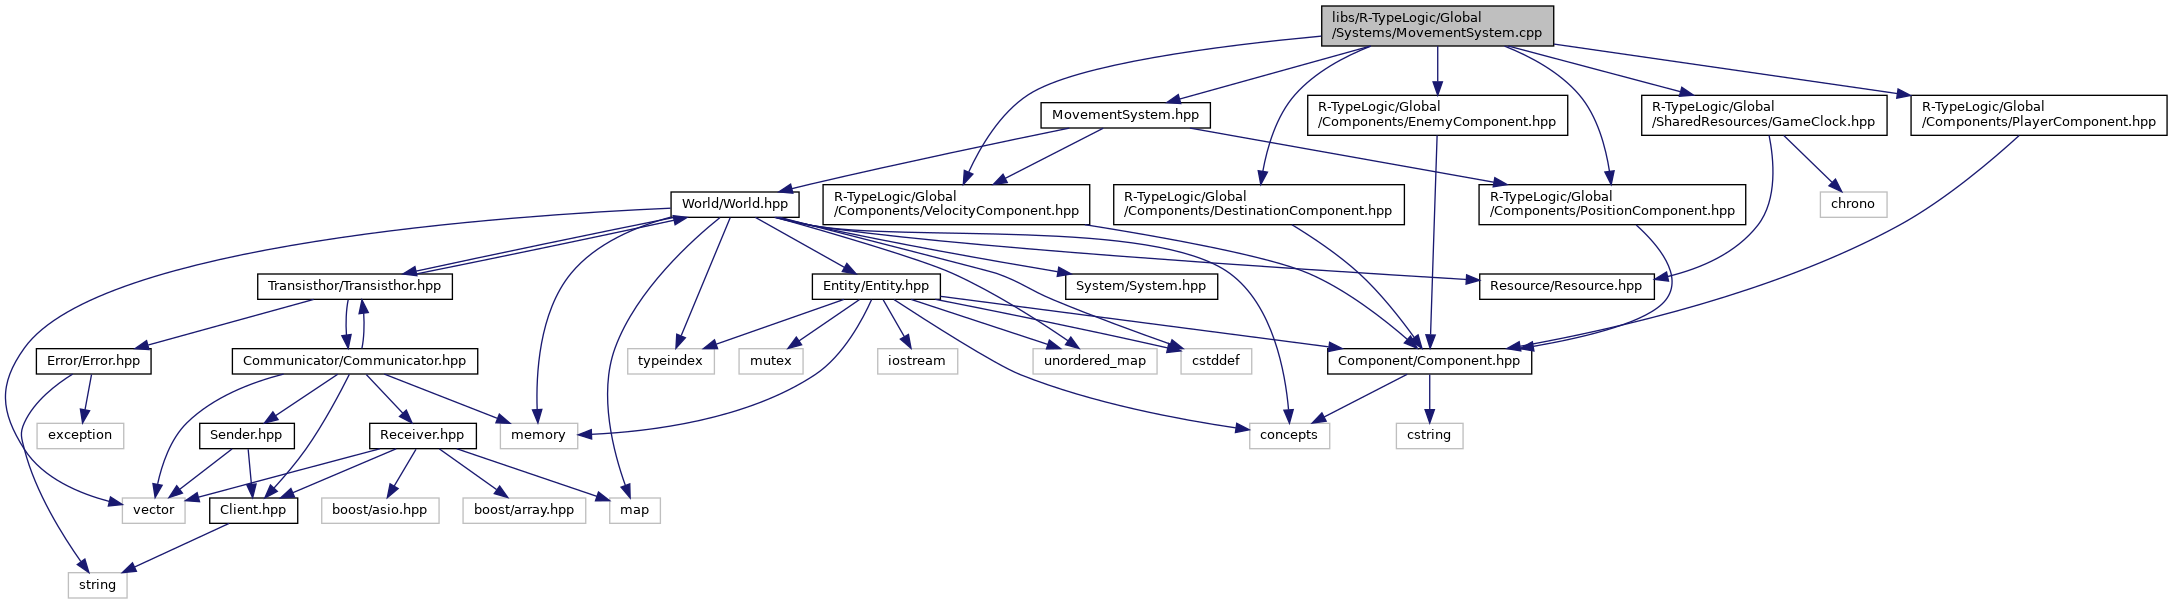 libs/R-TypeLogic/Global
/Systems/MovementSystem.cpp
MovementSystem.hpp
R-TypeLogic/Global
/Components/EnemyComponent.hpp
R-TypeLogic/Global
/SharedResources/GameClock.hpp
R-TypeLogic/Global
/Components/PlayerComponent.hpp
World/World.hpp
R-TypeLogic/Global
/Components/VelocityComponent.hpp
R-TypeLogic/Global
/Components/DestinationComponent.hpp
R-TypeLogic/Global
/Components/PositionComponent.hpp
chrono
Transisthor/Transisthor.hpp
Entity/Entity.hpp
System/System.hpp
Resource/Resource.hpp
Error/Error.hpp
Communicator/Communicator.hpp
typeindex
mutex
iostream
unordered_map
cstddef
Component/Component.hpp
exception
Sender.hpp
Receiver.hpp
memory
concepts
cstring
vector
Client.hpp
boost/asio.hpp
boost/array.hpp
map
string